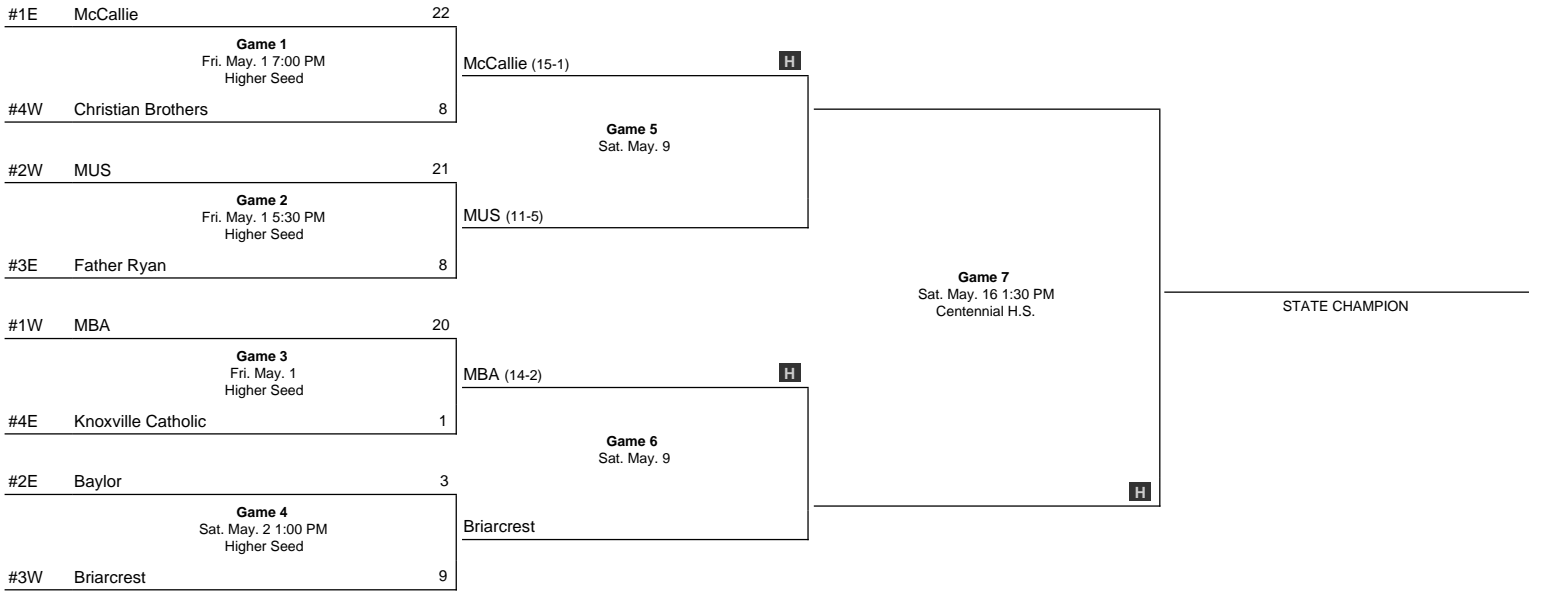 #1E McCallie 22
Game 1
Fri. May. 1 7:00 PM
Higher Seed
#4W Christian Brothers 8
#2W MUS 21
Game 2
Fri. May. 1 5:30 PM
Higher Seed
#3E Father Ryan 8
#1W MBA 20
Game 3
Fri. May. 1
Higher Seed
#4E Knoxville Catholic 1
#2E Baylor 3
Game 4
Sat. May. 2 1:00 PM
Higher Seed
#3W Briarcrest 9
McCallie (15-1) H
Game 5
Sat. May. 9
MUS (11-5)
MBA (14-2) H
Game 6
Sat. May. 9
Briarcrest
Game 7
Sat. May. 16 1:30 PM
Centennial H.S.
H
STATE CHAMPION